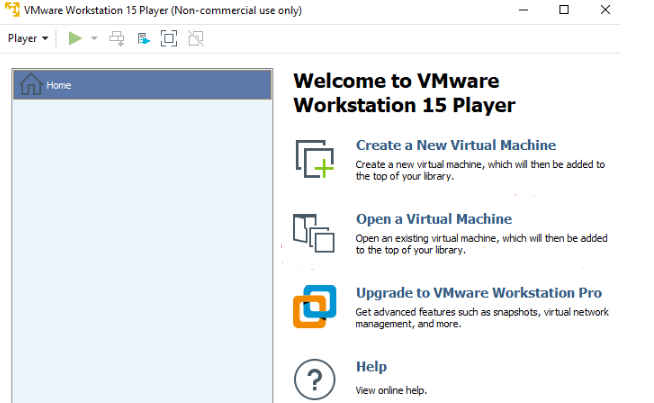 VMware Workstation 15 Player (Non-commercial use only)
Player
Home
Welcome to VMware
Workstation 15 Player
Create a New Virtual Machine
Create a new virtual machine, which will then be added to
the top of your library.
Open a Virtual Machine
Open an existing virtual machine, which will then be added
to the top of your library.
Upgrade to VMware Workstation Pro
Get advanced features such as snapshots, virtual network
management, and more.
Help
View online help.